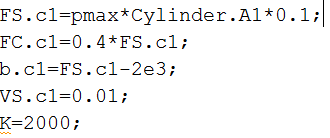 FS.c1=pmax*Cylinder.A1*0.1;
FC.c1=0.4*FS.c1;
b.c1=FS.c1-2e3;
VS.c1=0.01;
K=2000;